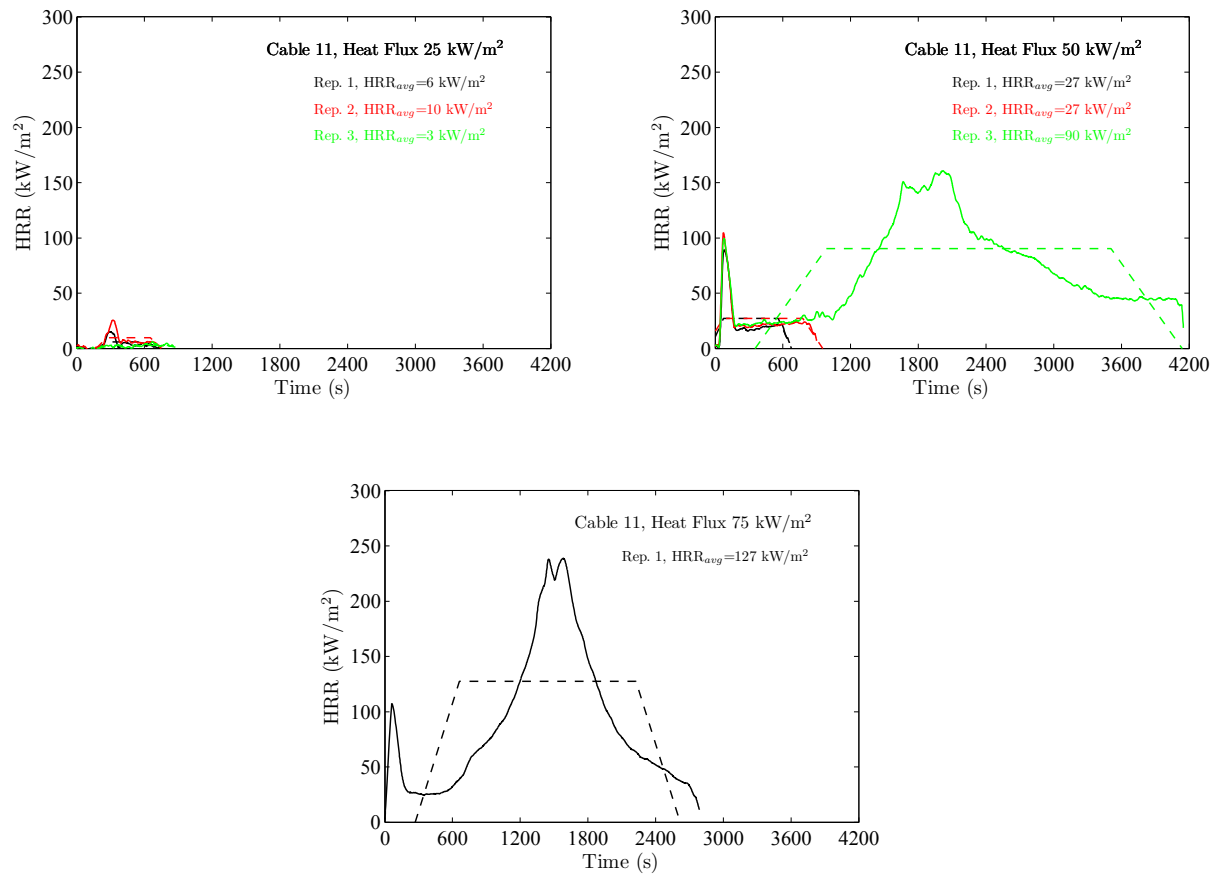 Cable 11, Heat Flux 25 kW/m²
Rep. 1, HRRavg=6 kW/m²
Rep. 2, HRRavg=10 kW/m²
Rep. 3, HRRavg=3 kW/m²
300
250
200
150
100
50
0
HRR (kW/m²)
0 600 1200 1800 2400 3000 3600 4200
Time (s)
Cable 11, Heat Flux 50 kW/m²
Rep. 1, HRRavg=27 kW/m²
Rep. 2, HRRavg=27 kW/m²
Rep. 3, HRRavg=90 kW/m²
300
250
200
150
100
50
0
HRR (kW/m²)
0 600 1200 1800 2400 3000 3600 4200
Time (s)
Cable 11, Heat Flux 75 kW/m²
Rep. 1, HRRavg=127 kW/m²
300
250
200
150
100
50
0
HRR (kW/m²)
0 600 1200 1800 2400 3000 3600 4200
Time (s)